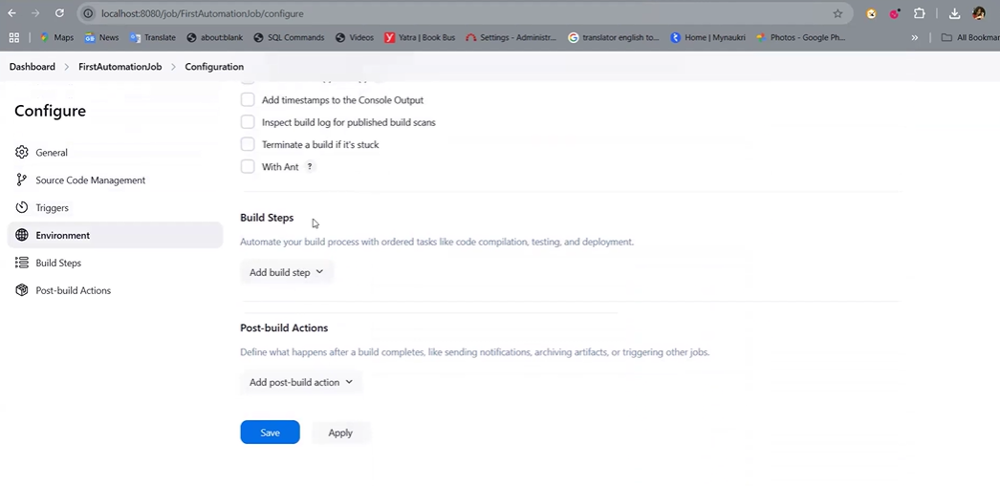 localhost:8080/job/FirstAutomationJob/configure
Maps News Translate about:blank SQL Commands Videos Yatra | Book Bus Settings - Administr... translator english to... Home | Mynaukri Photos - Google Ph... » All Bookmar
Dashboard > FirstAutomationJob > Configuration
Configure
General
Source Code Management
Triggers
Environment
Build Steps
Post-build Actions
Add timestamps to the Console Output
Inspect build log for published build scans
Terminate a build if it's stuck
With Ant ?
Build Steps
Automate your build process with ordered tasks like code compilation, testing, and deployment.
Add build step
Post-build Actions
Define what happens after a build completes, like sending notifications, archiving artifacts, or triggering other jobs.
Add post-build action
Save Apply